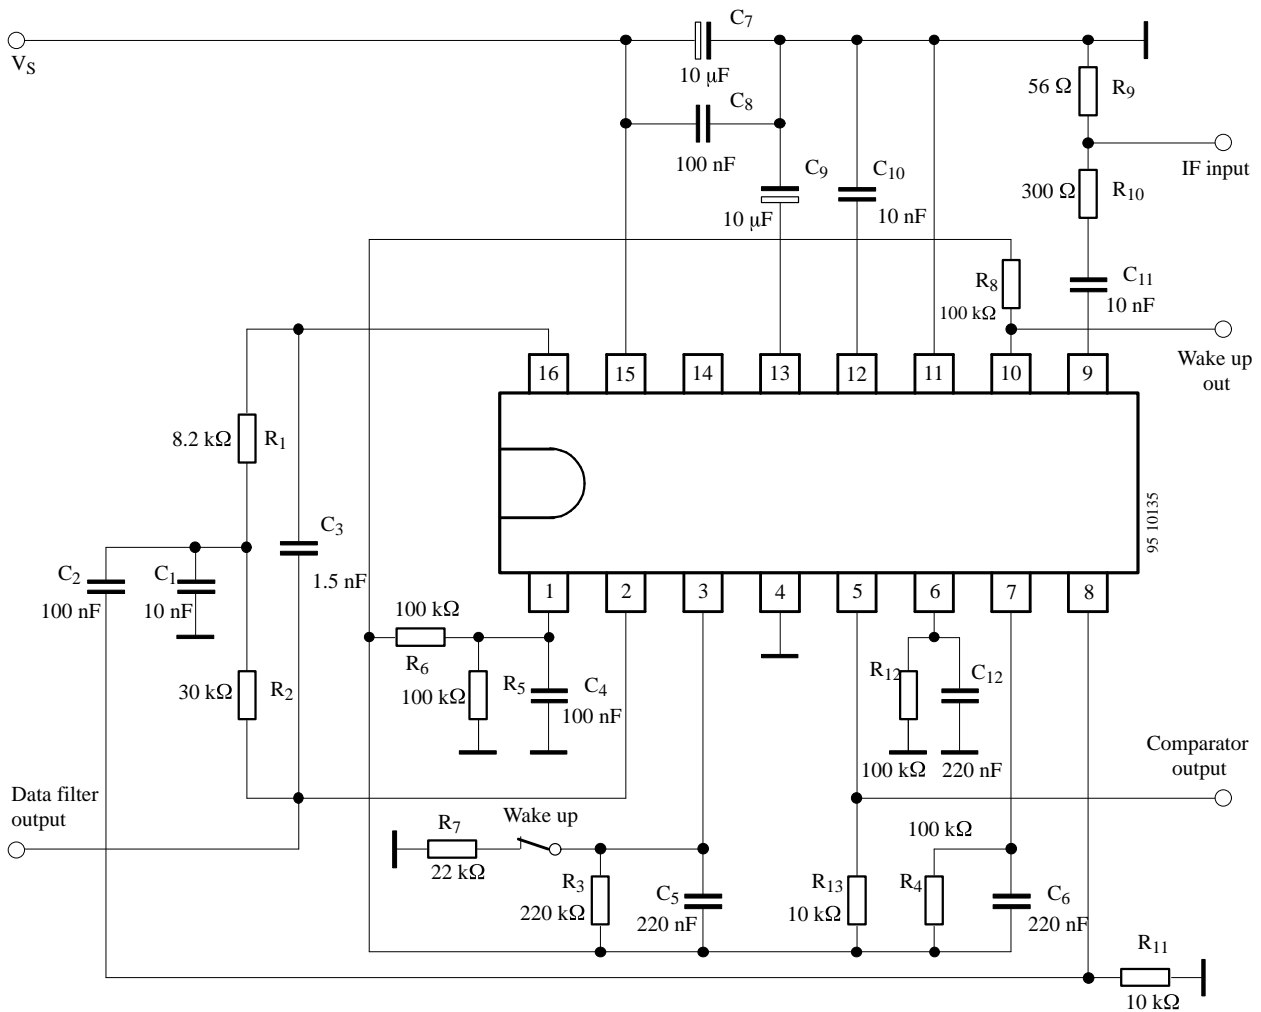 V_S
C7
10 μF
C8
100 nF
C9
10 μF
C10
10 nF
56 Ω
R9
IF input
300 Ω
R10
C11
10 nF
R8
100 kΩ
Wake up
out
16
15
14
13
12
11
10
9
8.2 kΩ
R1
C3
1.5 nF
C2
100 nF
C1
10 nF
30 kΩ
R2
95 10135
1
2
3
4
5
6
7
8
100 kΩ
R6
100 kΩ
R5
C4
100 nF
R12
C12
100 kΩ
220 nF
Comparator
output
Data filter
output
Wake up
R7
22 kΩ
R3
220 kΩ
C5
220 nF
R13
10 kΩ
100 kΩ
R4
C6
220 nF
R11
10 kΩ